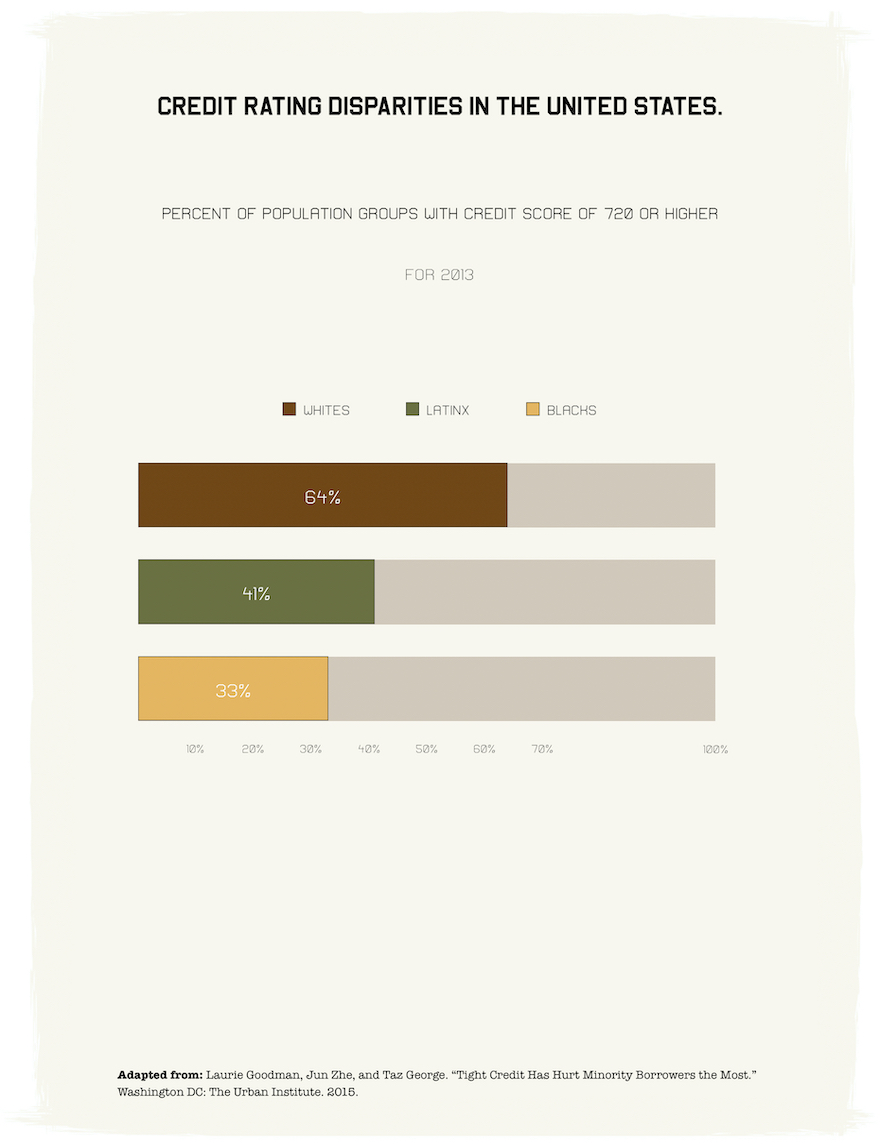 CREDIT RATING DISPARITIES IN THE UNITED STATES.
PERCENT OF POPULATION GROUPS WITH CREDIT SCORE OF 720 OR HIGHER
FOR 2013
WHITES LATINX BLACKS
64%
41%
33%
10% 20% 30% 40% 50% 60% 70% 100%
Adapted from: Laurie Goodman, Jun Zhe, and Taz George. “Tight Credit Has Hurt Minority Borrowers the Most.”
Washington DC: The Urban Institute. 2015.